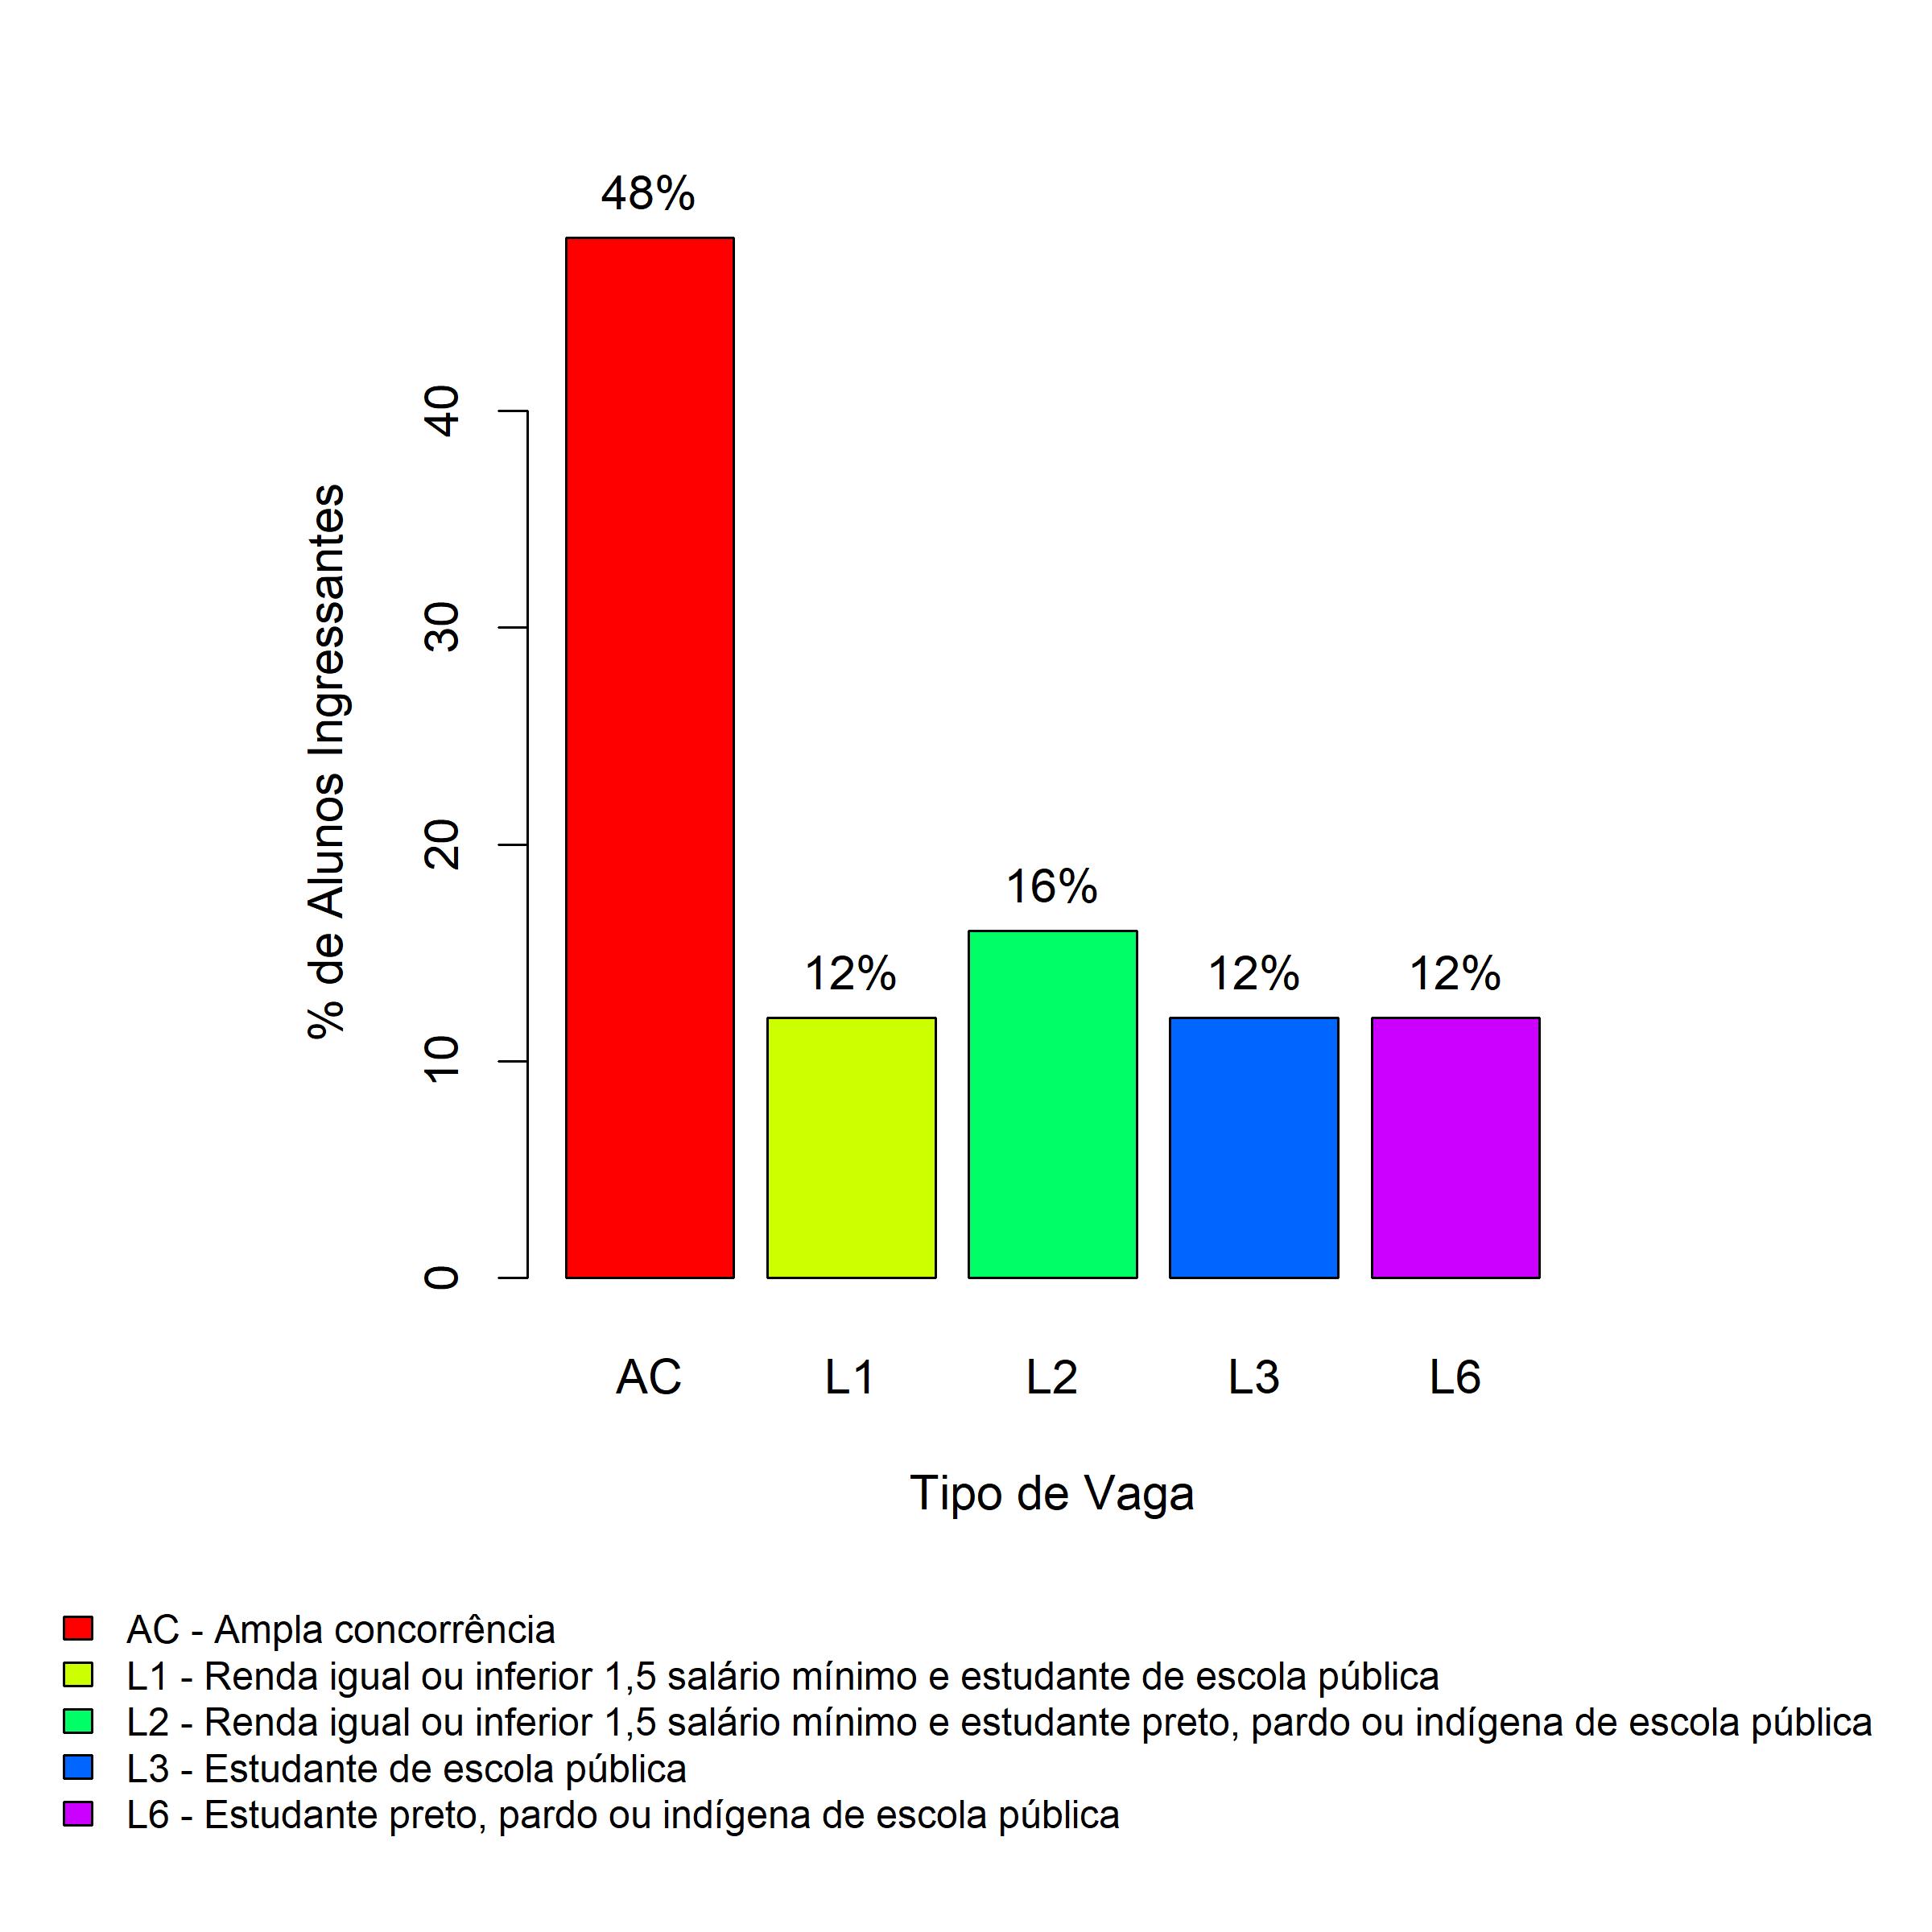 48%
16%
12%
12%
12%
40
30
20
10
0
% de Alunos Ingressantes
AC
L1
L2
L3
L6
Tipo de Vaga
AC - Ampla concorrência
L1 - Renda igual ou inferior 1,5 salário mínimo e estudante de escola pública
L2 - Renda igual ou inferior 1,5 salário mínimo e estudante preto, pardo ou indígena de escola pública
L3 - Estudante de escola pública
L6 - Estudante preto, pardo ou indígena de escola pública